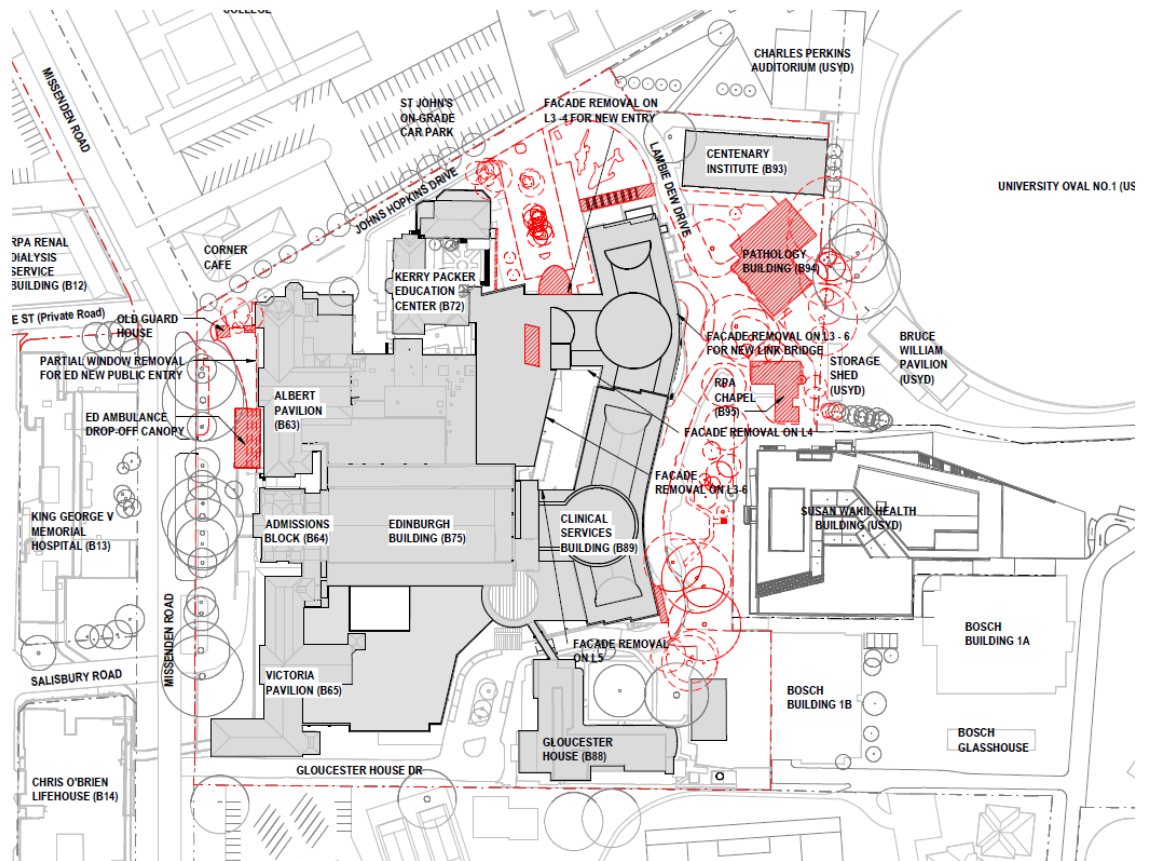 COLLEGE
MISSENDEN ROAD
ST JOHN'S
ON-GRADE
CAR PARK
FACADE REMOVAL ON
L3 -4 FOR NEW ENTRY
CHARLES PERKINS
AUDITORIUM (USYD)
LAMBIE DEW DRIVE
CENTENARY
INSTITUTE (B93)
UNIVERSITY OVAL NO.1 (US
JOHNS HOPKINS DRIVE
RPA RENAL
DIALYSIS
SERVICE
BUILDING (B12)
CORNER
CAFE
KERRY PACKER
EDUCATION
CENTER (B72)
PATHOLOGY
BUILDING (B94)
E ST (Private Road)
OLD GUARD
HOUSE
PARTIAL WINDOW REMOVAL
FOR ED NEW PUBLIC ENTRY
FACADE REMOVAL ON L3 - 6
FOR NEW LINK BRIDGE
BRUCE
WILLIAM
PAVILION
(USYD)
STORAGE
SHED
(USYD)
RPA
CHAPEL
(B95)
ALBERT
PAVILION
(B63)
ED AMBULANCE
DROP-OFF CANOPY
FACADE REMOVAL ON L4
FACADE
REMOVAL ON L3-6
KING GEORGE V
MEMORIAL
HOSPITAL (B13)
ADMISSIONS
BLOCK (B64)
EDINBURGH
BUILDING (B75)
CLINICAL
SERVICES
BUILDING (B89)
SUSAN WAKIL HEALTH
BUILDING (USYD)
MISSENDEN ROAD
SALISBURY ROAD
FACADE REMOVAL
ON L5
BOSCH
BUILDING 1A
VICTORIA
PAVILION (B65)
BOSCH
BUILDING 1B
BOSCH
GLASSHOUSE
GLOUCESTER
HOUSE (B88)
GLOUCESTER HOUSE DR
CHRIS O'BRIEN
LIFEHOUSE (B14)